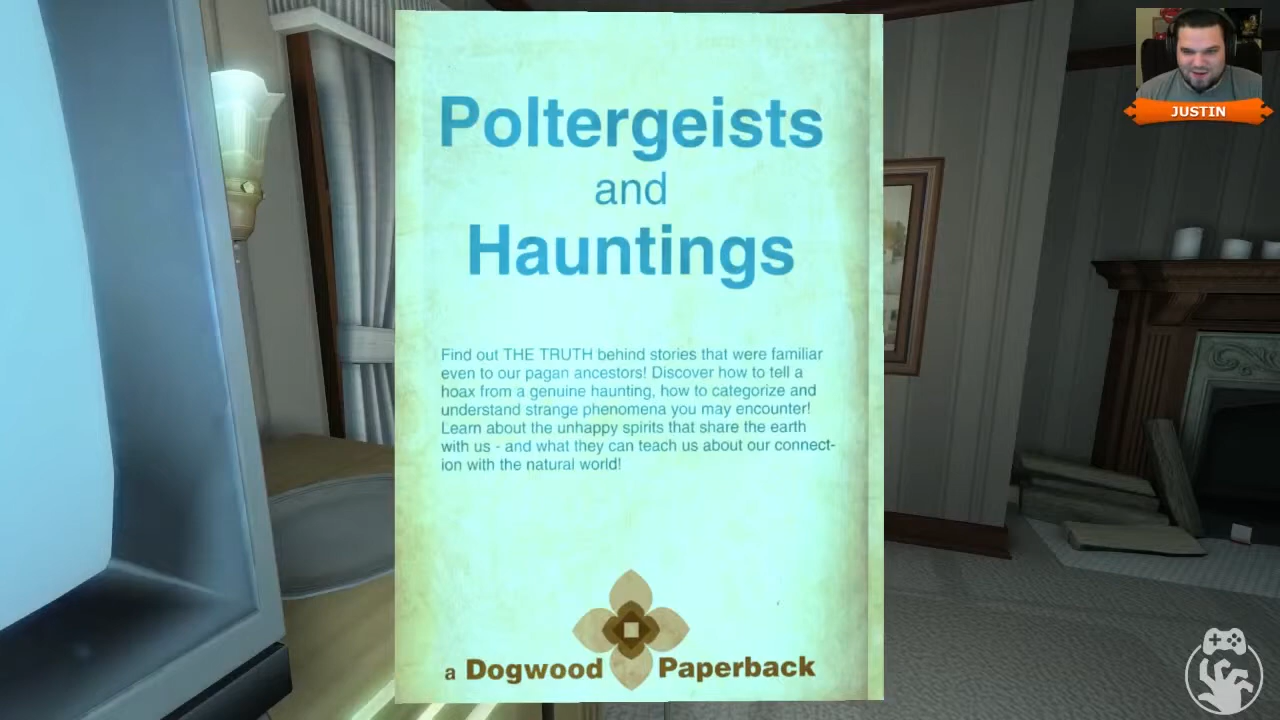 Poltergeists
and
Hauntings
Find out THE TRUTH behind stories that were familiar
even to our pagan ancestors! Discover how to tell a
hoax from a genuine haunting, how to categorize and
understand strange phenomena you may encounter!
Learn about the unhappy spirits that share the earth
with us - and what they can teach us about our connect-
ion with the natural world!
a Dogwood Paperback
JUSTIN